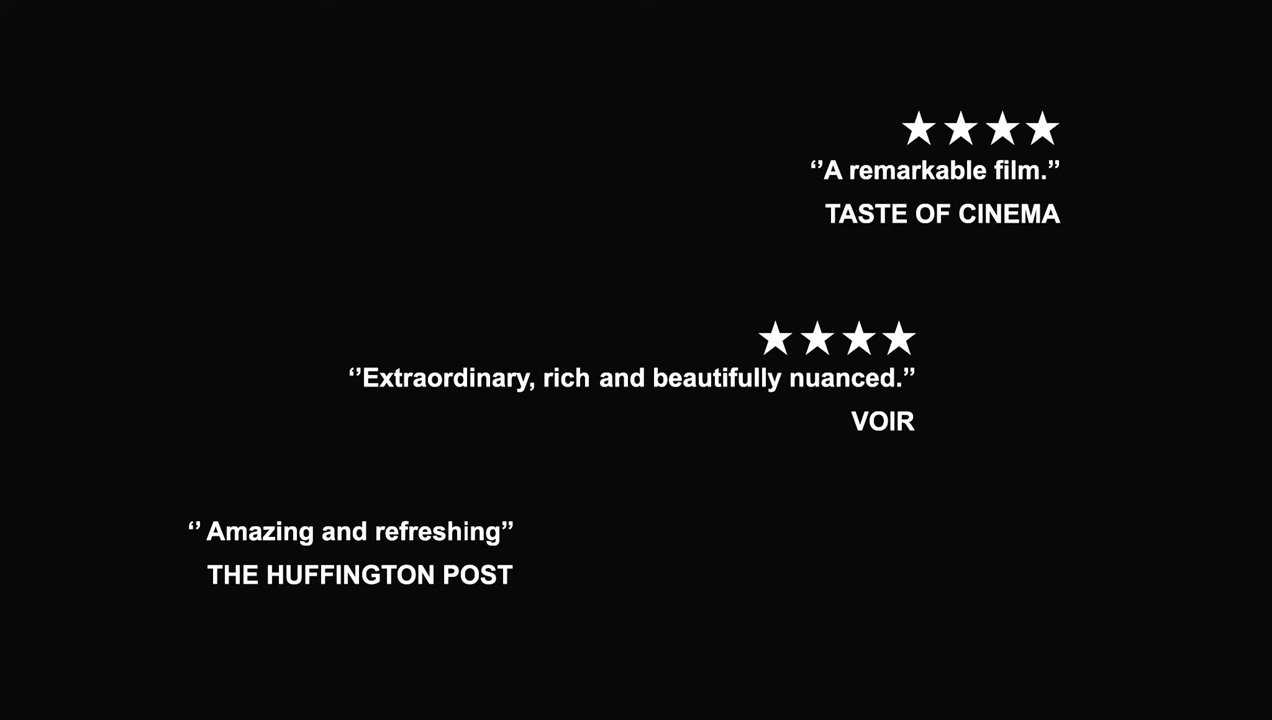 ★★★★
‘’A remarkable film.’’
TASTE OF CINEMA
★★★★
‘’Extraordinary, rich and beautifully nuanced.’’
VOIR
‘’ Amazing and refreshing’’
THE HUFFINGTON POST